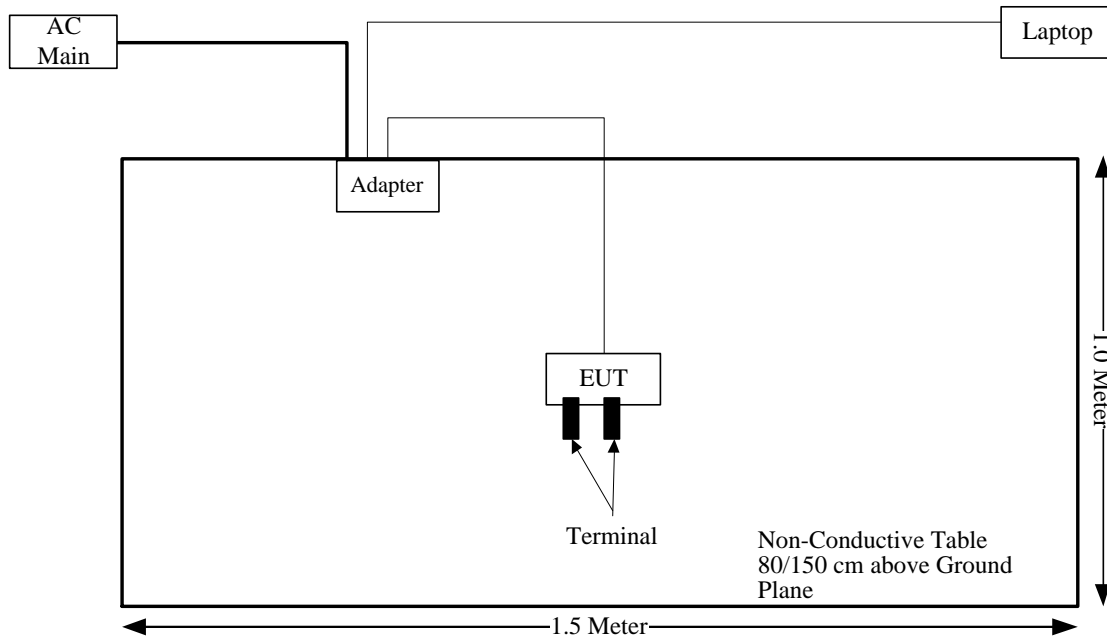 AC
Main
Laptop
Adapter
EUT
Terminal
Non-Conductive Table
80/150 cm above Ground
Plane
1.0 Meter
1.5 Meter